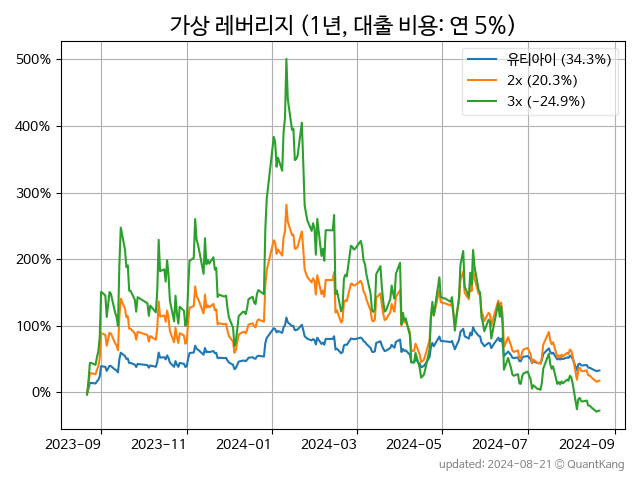 가상 레버리지 (1년, 대출 비용: 연 5%)
유티아이 (34.3%)
2x (20.3%)
3x (−24.9%)
500%
400%
300%
200%
100%
0%
2023-09 2023-11 2024-01 2024-03 2024-05 2024-07 2024-09
updated: 2024-08-21 © QuantKang